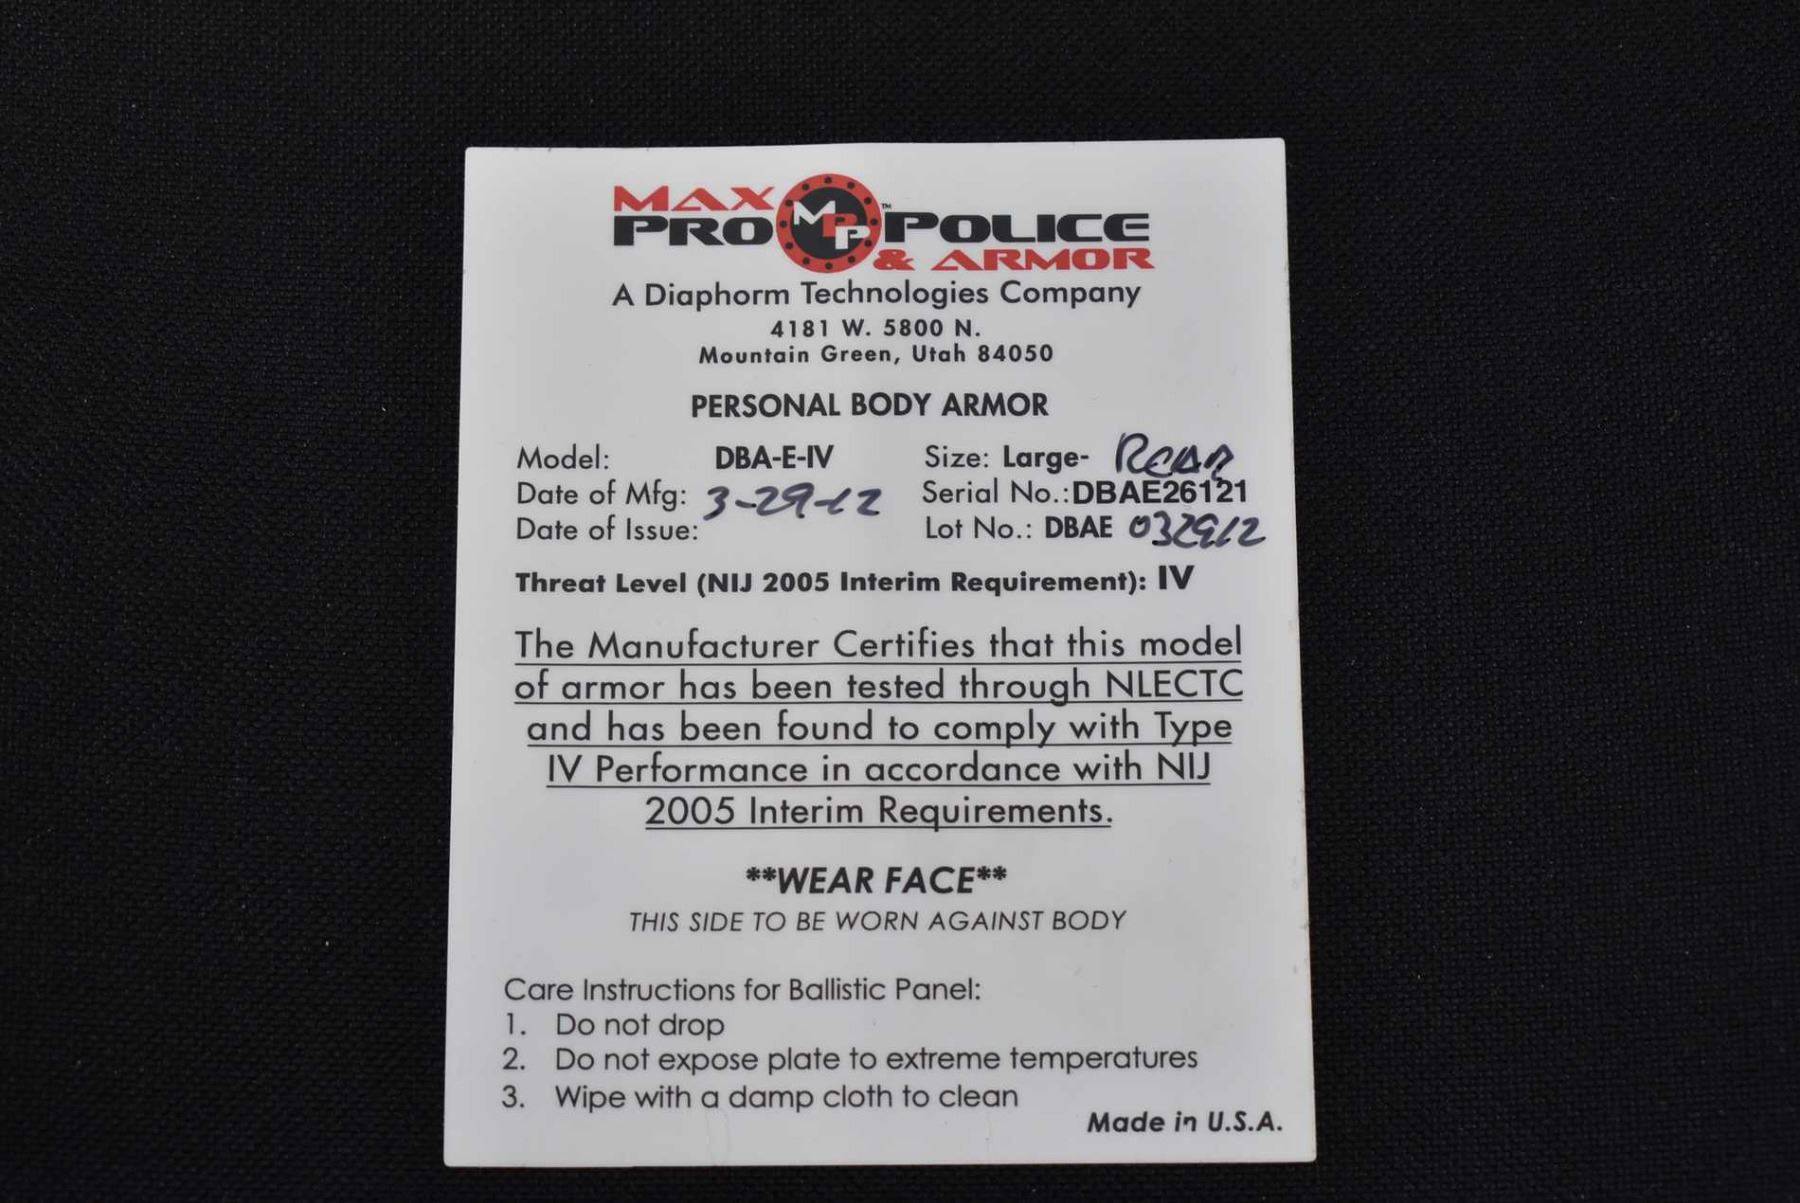 MAX
PRO MPP™ POLICE
& ARMOR
A Diaphorm Technologies Company
4181 W. 5800 N.
Mountain Green, Utah 84050
PERSONAL BODY ARMOR
Model: DBA-E-IV Size: Large- Rear
Date of Mfg: 3-29-12 Serial No.:DBAE26121
Date of Issue: Lot No.: DBAE 032912
Threat Level (NIJ 2005 Interim Requirement): IV
The Manufacturer Certifies that this model
of armor has been tested through NLECTC
and has been found to comply with Type
IV Performance in accordance with NIJ
2005 Interim Requirements.
**WEAR FACE**
THIS SIDE TO BE WORN AGAINST BODY
Care Instructions for Ballistic Panel:
1. Do not drop
2. Do not expose plate to extreme temperatures
3. Wipe with a damp cloth to clean
Made in U.S.A.